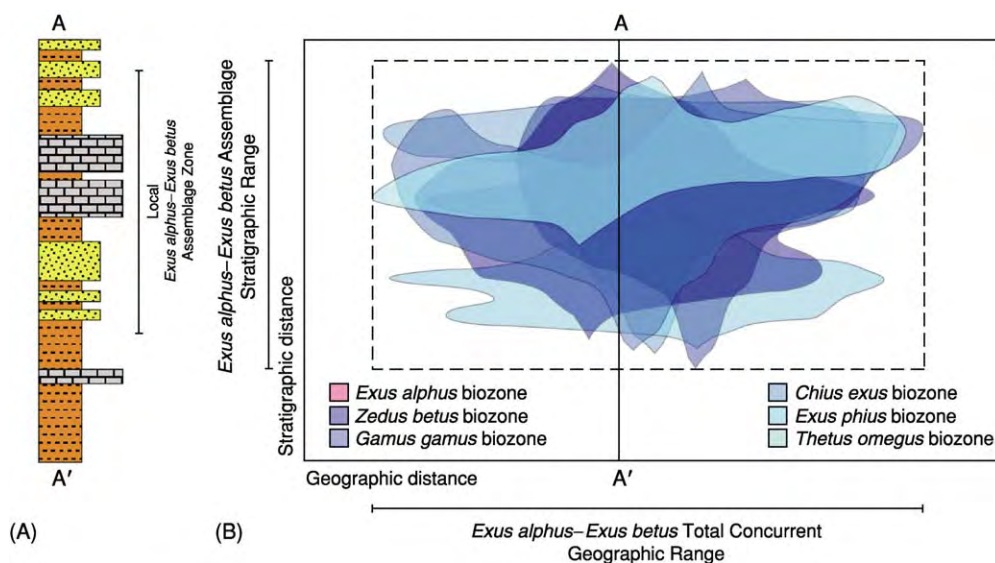 A
A
Local
Exus alphus–Exus betus
Assemblage Zone
Exus alphus–Exus betus Assemblage
Stratigraphic Range
Stratigraphic distance
Exus alphus biozone
Zedus betus biozone
Gamus gamus biozone
Chius exus biozone
Exus phius biozone
Thetus omegus biozone
A′
Geographic distance
A′
(A)
(B)
Exus alphus–Exus betus Total Concurrent
Geographic Range